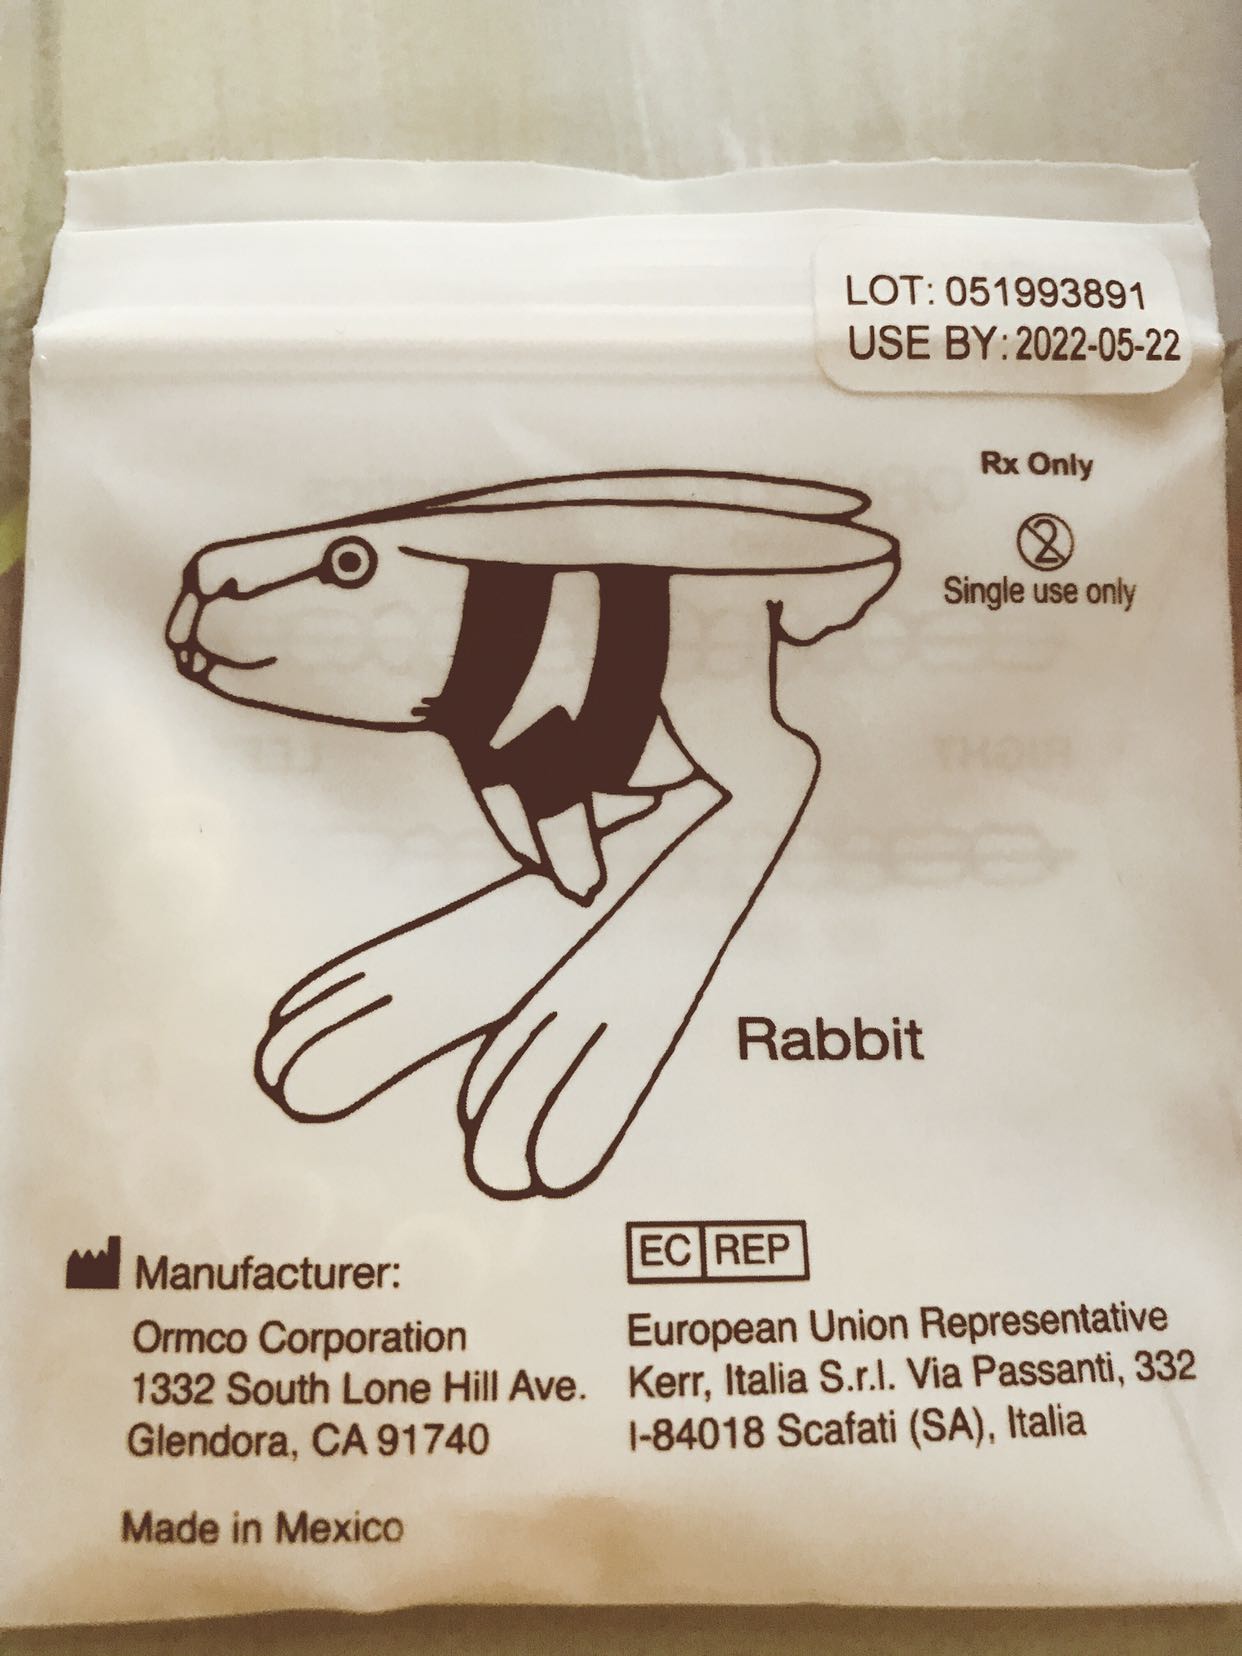 LOT: 051993891
USE BY: 2022-05-22
Rx Only
2
Single use only
Rabbit
Manufacturer:
Ormco Corporation
1332 South Lone Hill Ave.
Glendora, CA 91740
Made in Mexico
EC REP
European Union Representative
Kerr, Italia S.r.l. Via Passanti, 332
I-84018 Scafati (SA), Italia
RIGHT